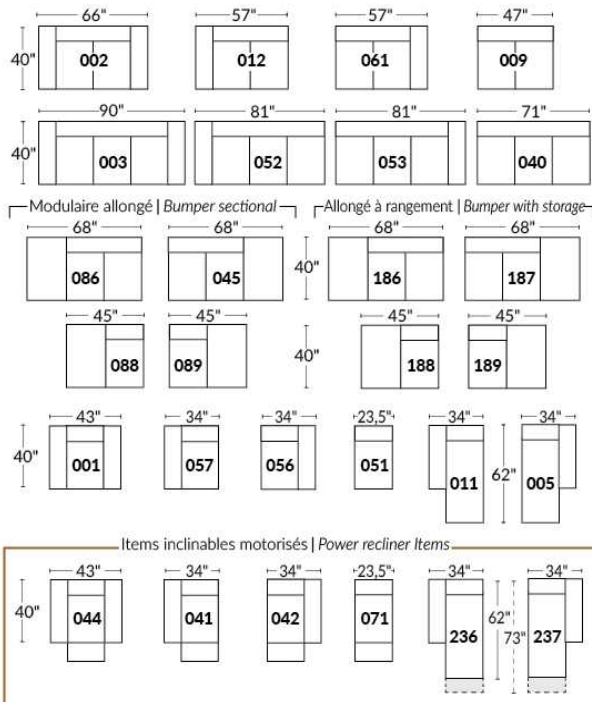 66" 57" 57" 47"
40" 002 012 061 009
90" 81" 81" 71"
40" 003 052 053 040
Modulaire allongé | Bumper sectional Allongé à rangement | Bumper with storage
68" 68" 68" 68"
086 045 40" 186 187
45" 45" 45" 45"
088 089 40" 188 189
43" 34" 34" 23,5" 34" 34"
40" 001 057 056 051 011 62" 005
Items inclinables motorisés | Power recliner Items
43" 34" 34" 23,5" 34" 34"
40" 044 041 042 071 236 62" 73" 237